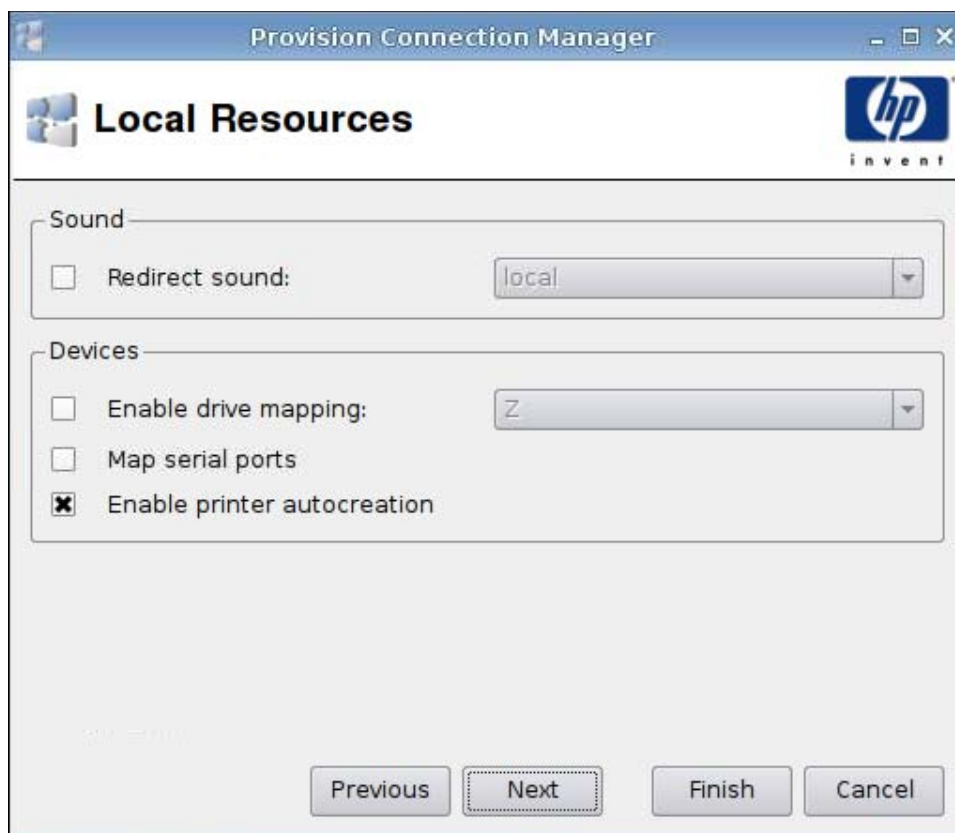 Provision Connection Manager
Local Resources
hp
invent
Sound
Redirect sound:
local
Devices
Enable drive mapping:
Z
Map serial ports
Enable printer autocreation
Previous
Next
Finish
Cancel